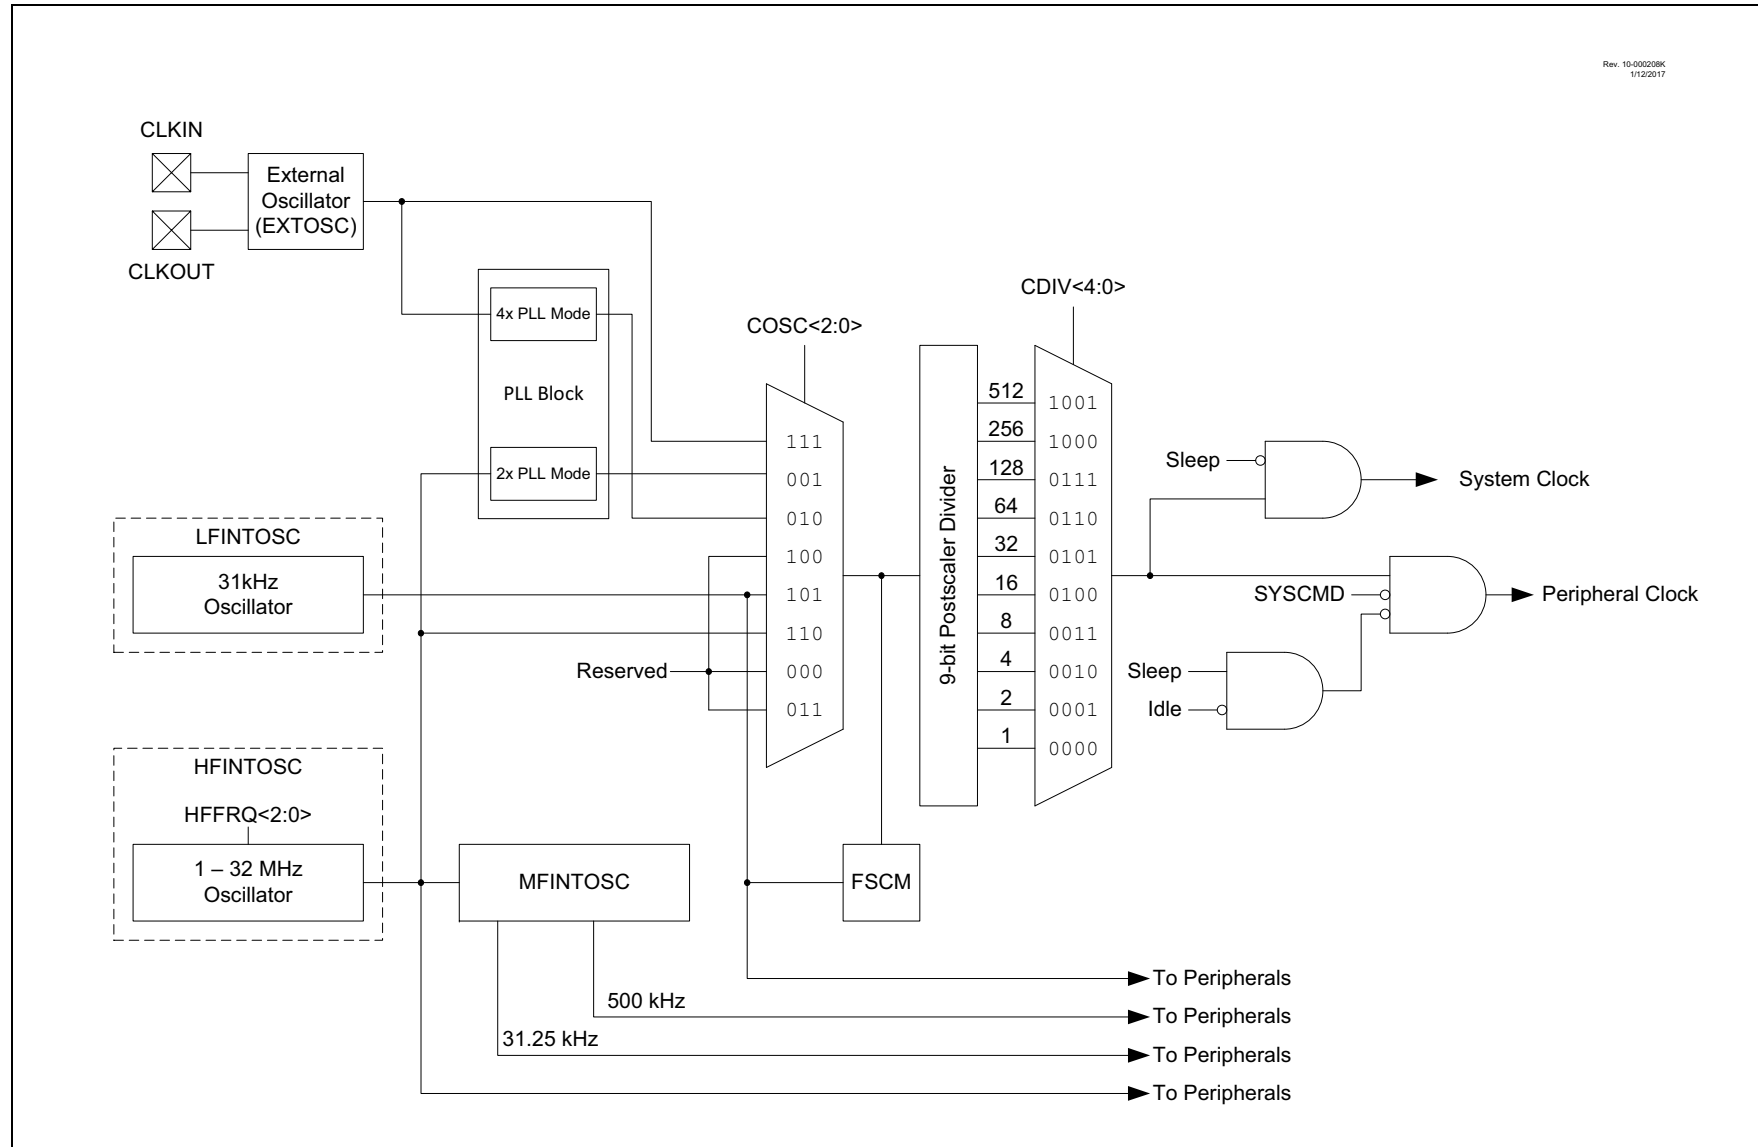 Rev. 10-000208K
1/12/2017
CLKIN
External
Oscillator
(EXTOSC)
CLKOUT
4x PLL Mode
PLL Block
2x PLL Mode
COSC<2:0>
CDIV<4:0>
111
001
010
100
101
110
000
011
Reserved
LFINTOSC
31kHz
Oscillator
HFINTOSC
HFFRQ<2:0>
1 – 32 MHz
Oscillator
MFINTOSC
FSCM
9-bit Postscaler Divider
512
256
128
64
32
16
8
4
2
1
1001
1000
0111
0110
0101
0100
0011
0010
0001
0000
Sleep
System Clock
SYSCMD
Peripheral Clock
Sleep
Idle
To Peripherals
500 kHz
To Peripherals
31.25 kHz
To Peripherals
To Peripherals